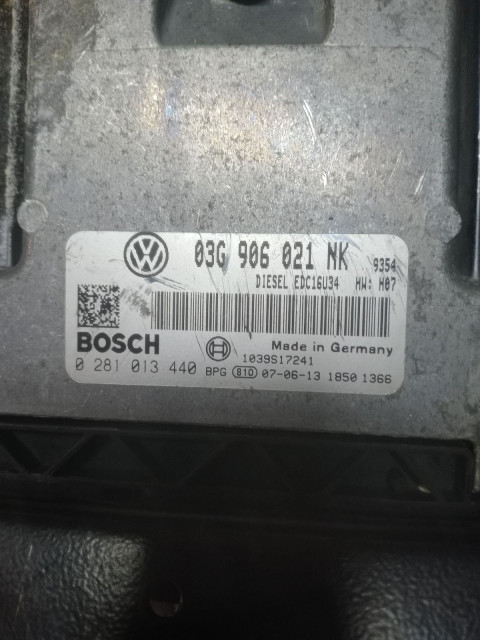 VW 03G 906 021 NK 9354
DIESEL EDC16U34 HW: H07
BOSCH Made in Germany
1039S17241
0 281 013 440 BPG 810 07-06-13 1850 1366